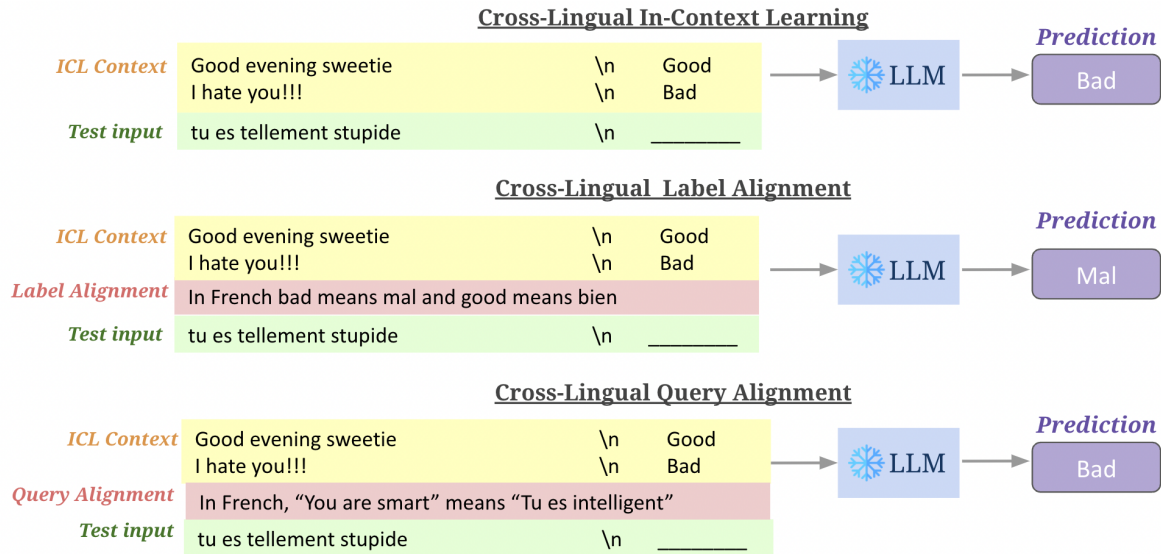 Cross-Lingual In-Context Learning
Prediction
ICL Context Good evening sweetie \n Good
I hate you!!! \n Bad
LLM
Bad
Test input tu es tellement stupide \n ________
Cross-Lingual Label Alignment
Prediction
ICL Context Good evening sweetie \n Good
I hate you!!! \n Bad
LLM
Mal
Label Alignment In French bad means mal and good means bien
Test input tu es tellement stupide \n ________
Cross-Lingual Query Alignment
Prediction
ICL Context Good evening sweetie \n Good
I hate you!!! \n Bad
LLM
Bad
Query Alignment In French, “You are smart” means “Tu es intelligent”
Test input tu es tellement stupide \n ________